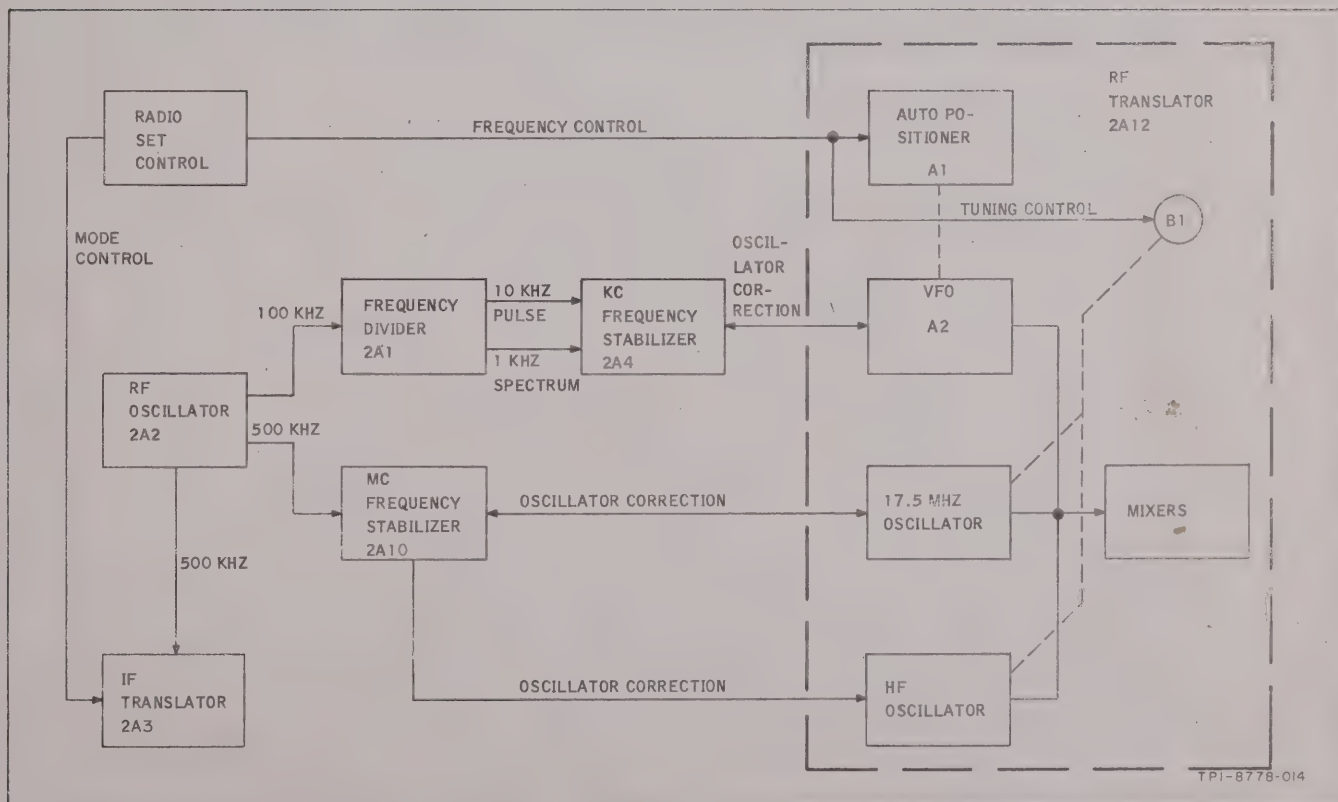 RADIO
SET
CONTROL
FREQUENCY CONTROL
AUTO PO-
SITIONER
A1
RF
TRANSLATOR
2A12
TUNING CONTROL
B1
MODE
CONTROL
OSCIL-
LATOR
COR-
RECTION
100 KHZ
FREQUENCY
DIVIDER
2A1
10 KHZ
PULSE
1 KHZ
SPECTRUM
KC
FREQUENCY
STABILIZER
2A4
VFO
A2
RF
OSCILLATOR
2A2
500 KHZ
MC
FREQUENCY
STABILIZER
2A10
OSCILLATOR CORRECTION
17.5 MHZ
OSCILLATOR
MIXERS
500 KHZ
IF
TRANSLATOR
2A3
OSCILLATOR CORRECTION
HF
OSCILLATOR
TP1-8778-014